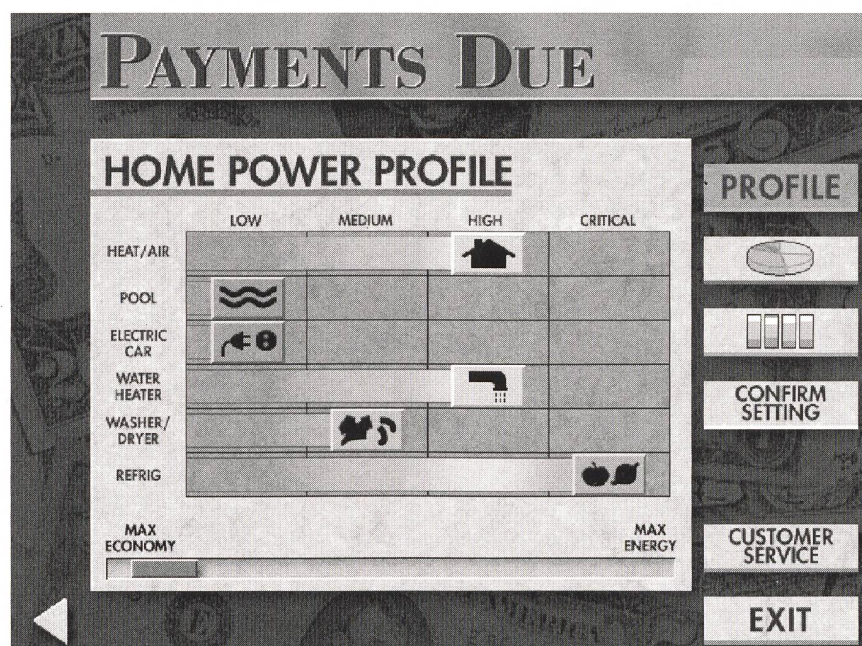 PAYMENTS DUE
HOME POWER PROFILE
LOW MEDIUM HIGH CRITICAL
HEAT/AIR
POOL
ELECTRIC
CAR
WATER
HEATER
WASHER/
DRYER
REFRIG
MAX
ECONOMY
MAX
ENERGY
PROFILE
CONFIRM
SETTING
CUSTOMER
SERVICE
EXIT